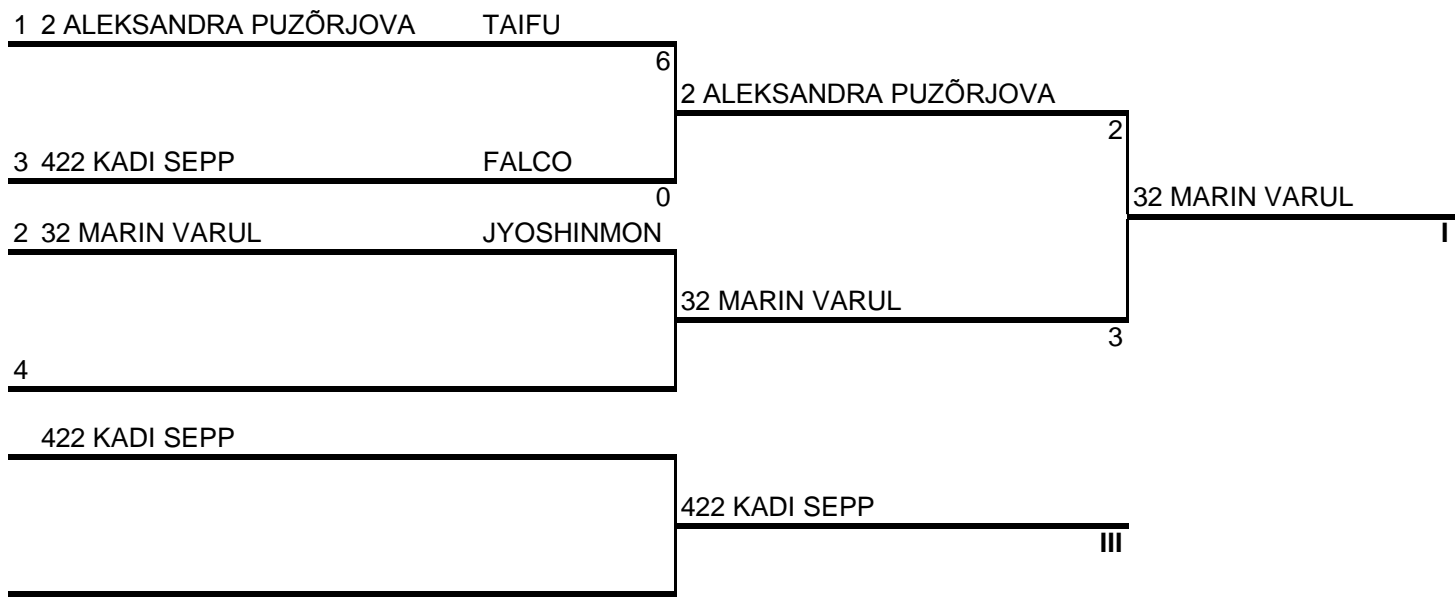 1 2 ALEKSANDRA PUZÕRJOVA TAIFU
6
2 ALEKSANDRA PUZÕRJOVA
2
3 422 KADI SEPP FALCO
0
32 MARIN VARUL
I
2 32 MARIN VARUL JYOSHINMON
32 MARIN VARUL
3
4
422 KADI SEPP
422 KADI SEPP
III